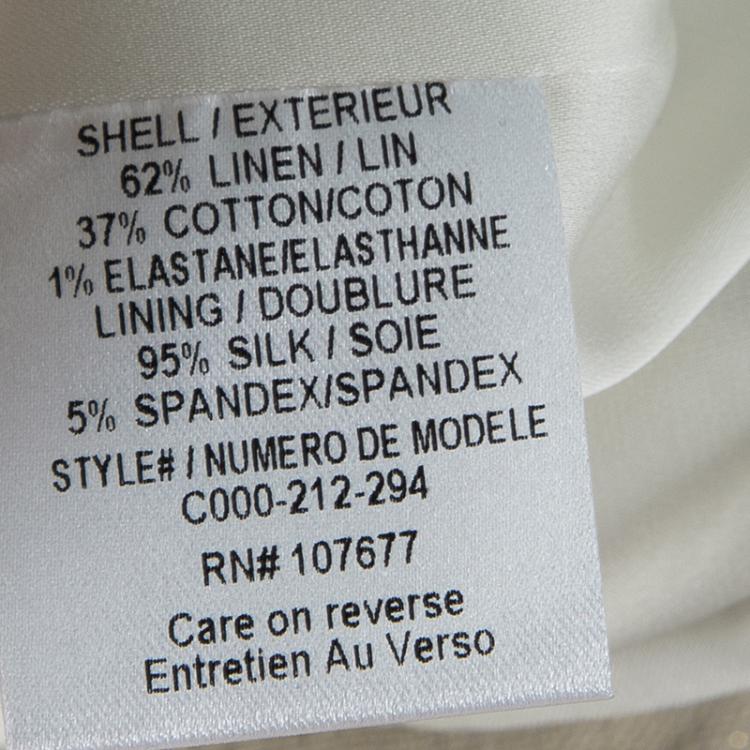 SHELL / EXTERIEUR
62% LINEN / LIN
37% COTTON/COTON
1% ELASTANE/ELASTHANNE
LINING / DOUBLURE
95% SILK / SOIE
5% SPANDEX/SPANDEX
STYLE# / NUMERO DE MODELE
C000-212-294
RN# 107677
Care on reverse
Entretien Au Verso